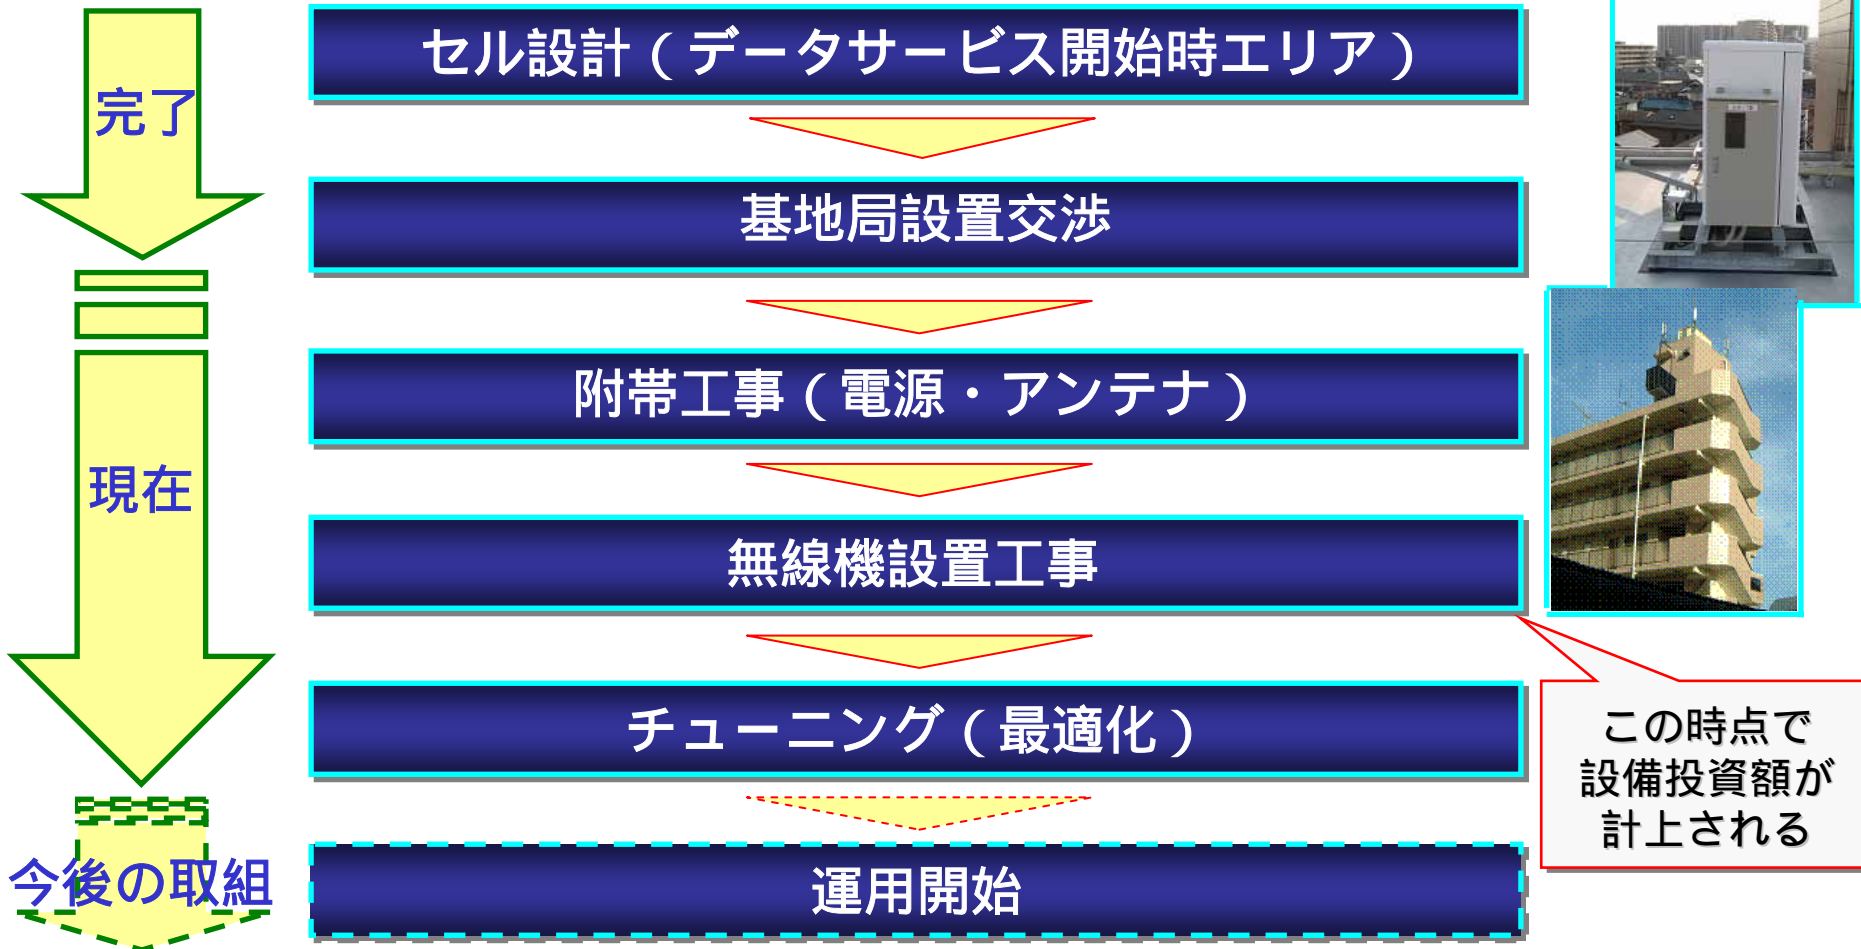 セル設計（データサービス開始時エリア）
完了
基地局設置交渉
附帯工事（電源・アンテナ）
現在
無線機設置工事
チューニング（最適化）
この時点で
設備投資額が
計上される
今後の取組
運用開始